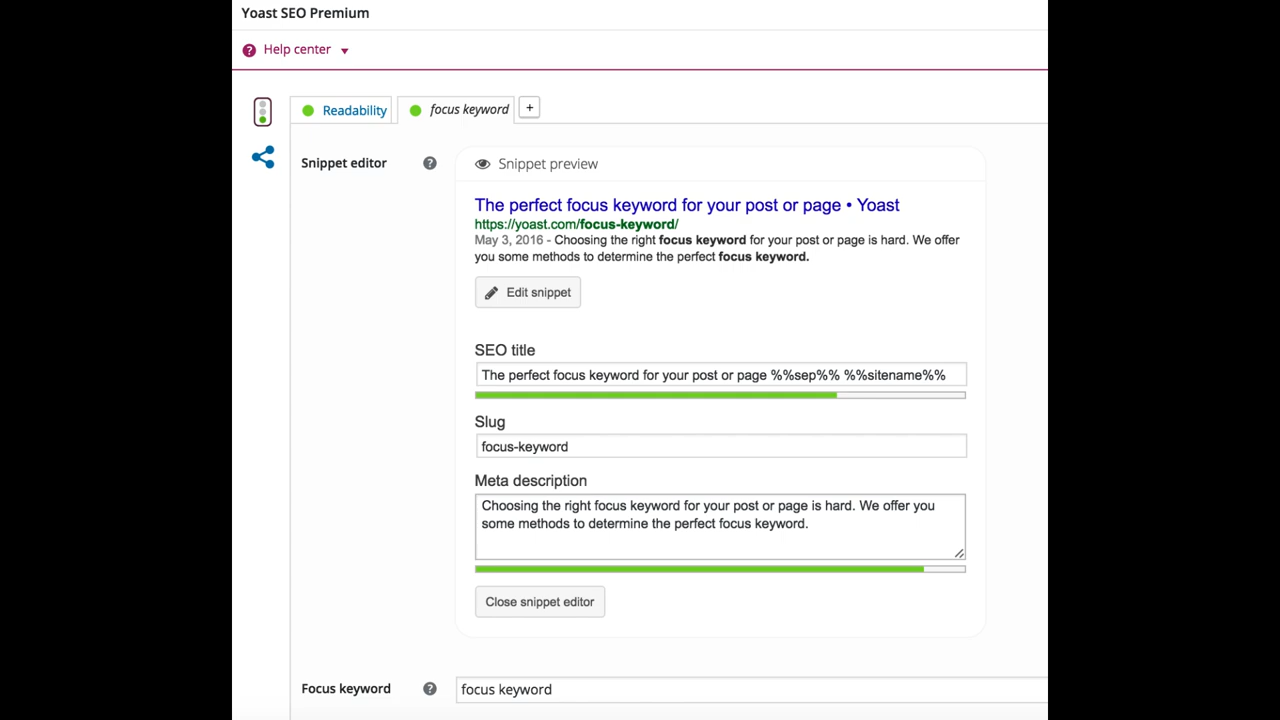 Yoast SEO Premium
? Help center
Readability
focus keyword
+
Snippet editor
?
Snippet preview
The perfect focus keyword for your post or page • Yoast
https://yoast.com/focus-keyword/
May 3, 2016 - Choosing the right focus keyword for your post or page is hard. We offer
you some methods to determine the perfect focus keyword.
Edit snippet
SEO title
The perfect focus keyword for your post or page %%sep%% %%sitename%%
Slug
focus-keyword
Meta description
Choosing the right focus keyword for your post or page is hard. We offer you
some methods to determine the perfect focus keyword.
Close snippet editor
Focus keyword
?
focus keyword